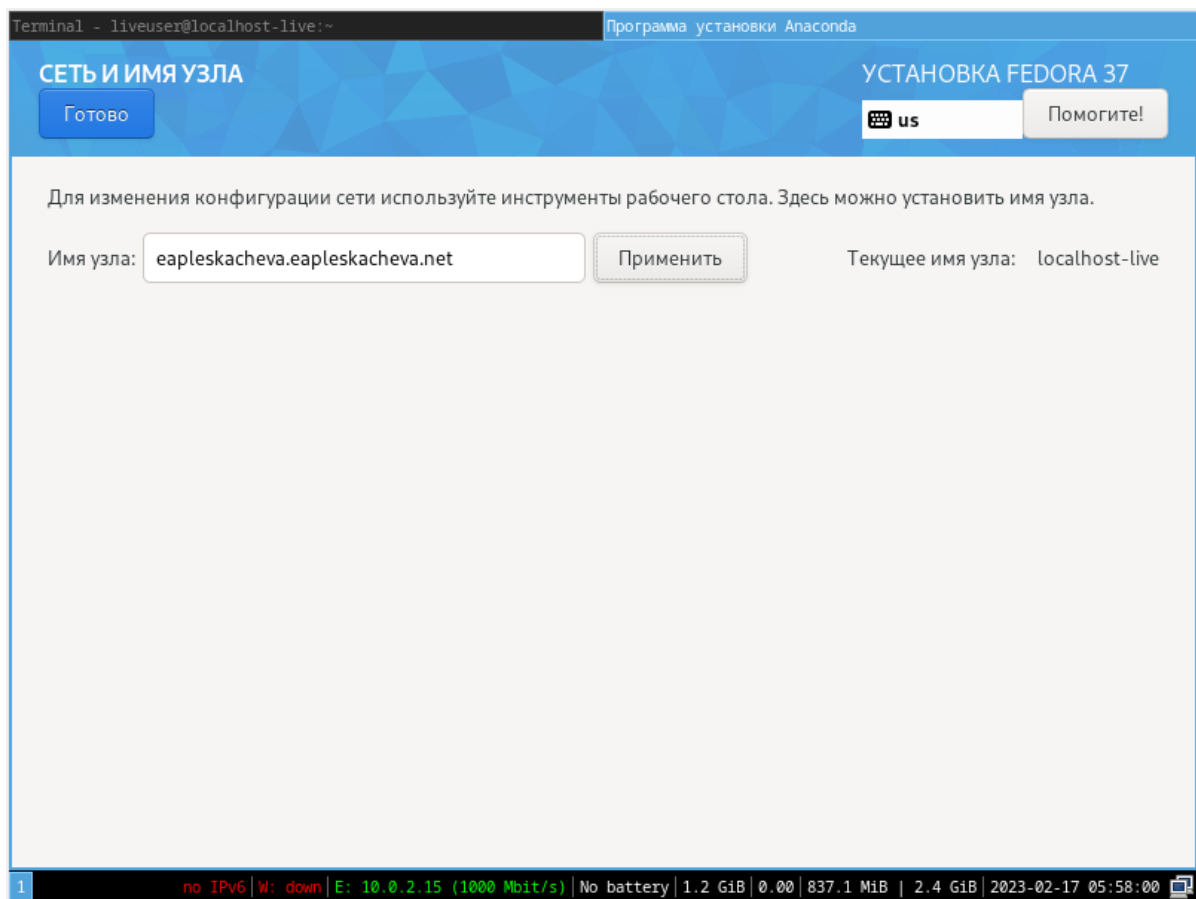 Terminal - liveuser@localhost-live:~ Программа установки Anaconda
СЕТЬ И ИМЯ УЗЛА УСТАНОВКА FEDORA 37
Готово us Помогите!
Для изменения конфигурации сети используйте инструменты рабочего стола. Здесь можно установить имя узла.
Имя узла: eapleskacheva.eapleskacheva.net Применить Текущее имя узла: localhost-live
1 no IPv6 W: down E: 10.0.2.15 (1000 Mbit/s) No battery 1.2 GiB 0.00 837.1 MiB | 2.4 GiB 2023-02-17 05:58:00